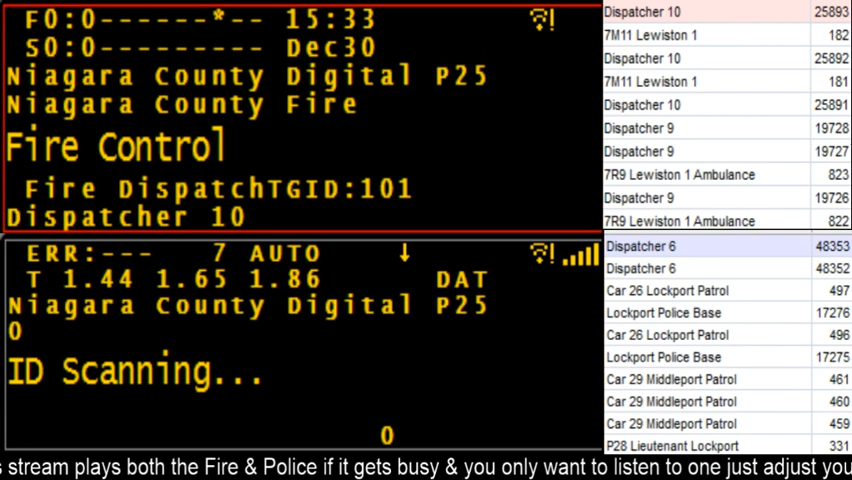 F0:0------*-- 15:33
S0:0--------- Dec30
Niagara County Digital P25
Niagara County Fire
Fire Control
Fire DispatchTGID:101
Dispatcher 10
Dispatcher 10 25893
7M11 Lewiston 1 182
Dispatcher 10 25892
7M11 Lewiston 1 181
Dispatcher 10 25891
Dispatcher 9 19728
Dispatcher 9 19727
7R9 Lewiston 1 Ambulance 823
Dispatcher 9 19726
7R9 Lewiston 1 Ambulance 822
ERR:--- 7 AUTO ↓
T 1.44 1.65 1.86 DAT
Niagara County Digital P25
0
ID Scanning...
0
Dispatcher 6 48353
Dispatcher 6 48352
Car 26 Lockport Patrol 497
Lockport Police Base 17276
Car 26 Lockport Patrol 496
Lockport Police Base 17275
Car 29 Middleport Patrol 461
Car 29 Middleport Patrol 460
Car 29 Middleport Patrol 459
P28 Lieutenant Lockport 331
s stream plays both the Fire & Police if it gets busy & you only want to listen to one just adjust you